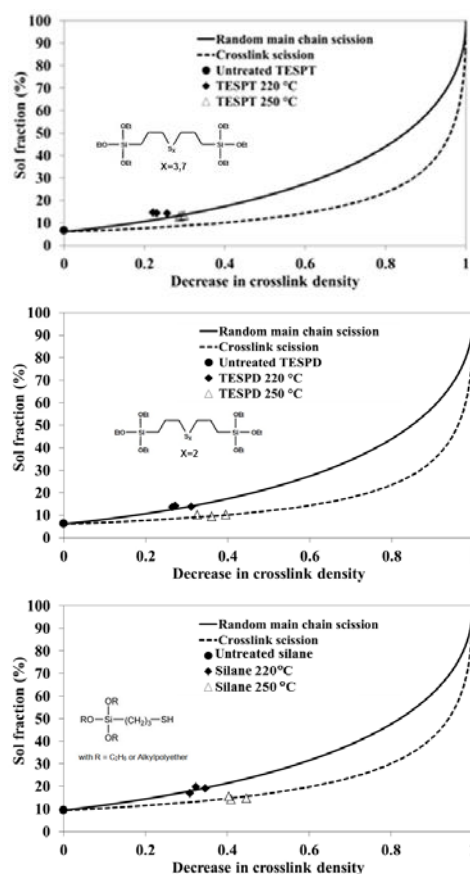 100
90
80
70
60
50
40
30
20
10
0
Sol fraction (%)
Random main chain scission
Crosslink scission
Untreated TESPT
TESPT 220 °C
TESPT 250 °C
OEt OEt
EtO Si Sx Si OEt
OEt OEt
X=3,7
0 0.2 0.4 0.6 0.8 1
Decrease in crosslink density
100
90
80
70
60
50
40
30
20
10
0
Sol fraction (%)
Random main chain scission
Crosslink scission
Untreated TESPD
TESPD 220 °C
TESPD 250 °C
OEt OEt
EtO Si Sx Si OEt
OEt OEt
X=2
0 0.2 0.4 0.6 0.8
Decrease in crosslink density
100
90
80
70
60
50
40
30
20
10
0
Sol fraction (%)
Random main chain scission
Crosslink scission
Untreated silane
Silane 220°C
Silane 250 °C
OR
RO Si (CH2)3 SH
OR
with R = C2H5 or Alkylpolyether
0 0.2 0.4 0.6 0.8
Decrease in crosslink density